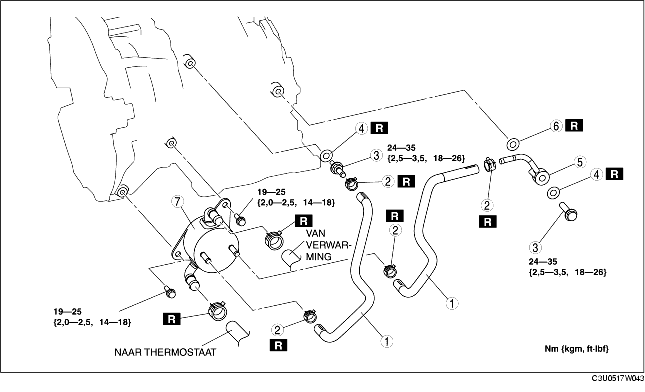 4 R
24—35
{2,5—3,5, 18—26}
3
2 R
6 R
5
4 R
2
R
3
24—35
{2,5—3,5, 18—26}
7
19—25
{2,0—2,5, 14—18}
R
VAN
VERWAR-
MING
R
2
1
1
19—25
{2,0—2,5, 14—18}
R
2
R
NAAR THERMOSTAAT
Nm {kgm, ft-lbf}
C3U0517W043